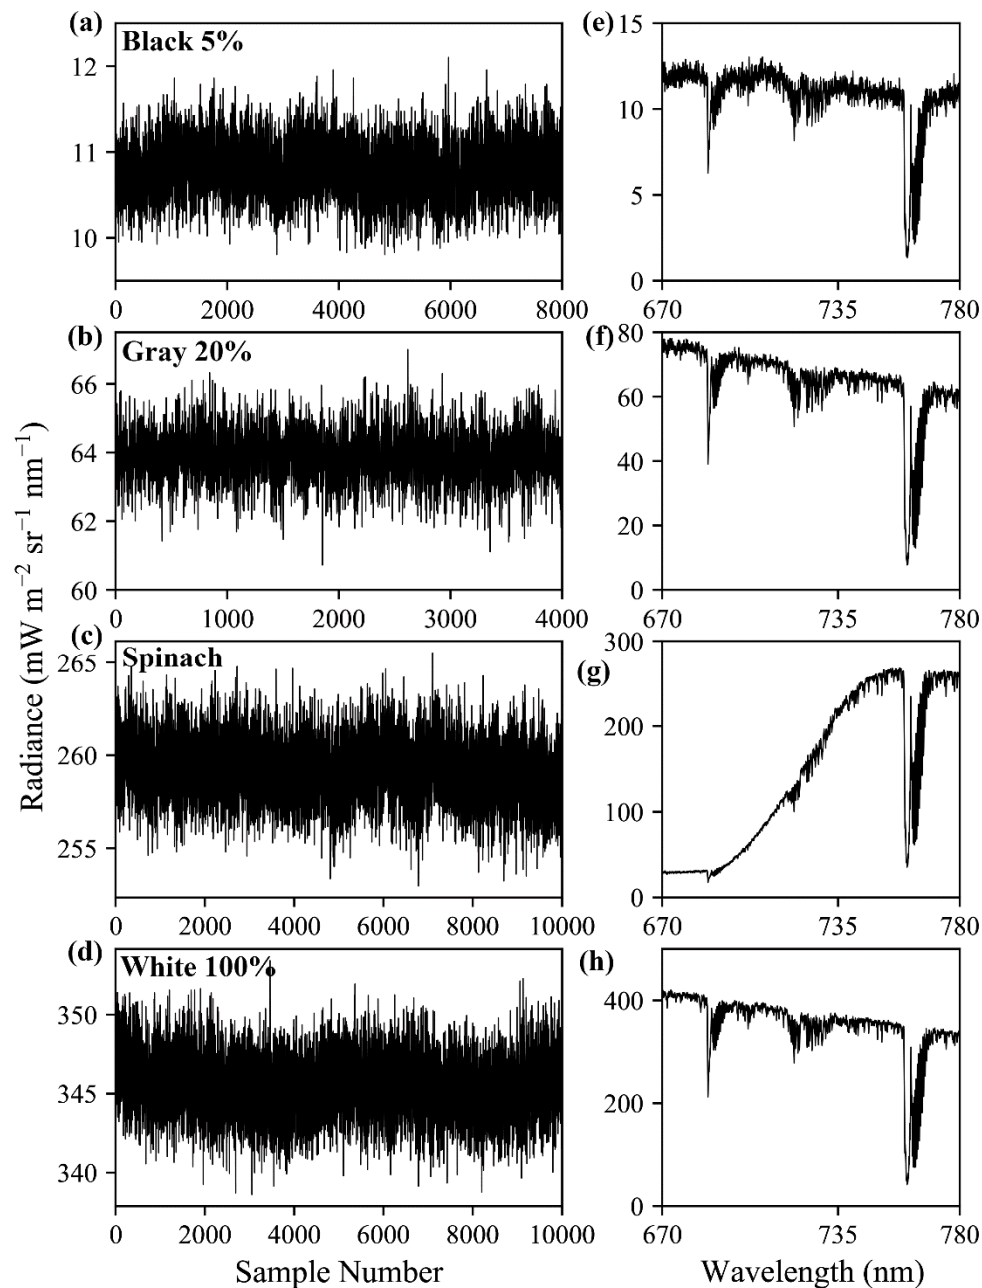 (a)
Black 5%
12
11
10
0 2000 4000 6000 8000
(e)
15
10
5
0
670 735 780
(b)
Gray 20%
66
64
62
60
0 1000 2000 3000 4000
(f)
80
60
40
20
0
670 735 780
(c)
Spinach
265
260
255
0 2000 4000 6000 8000 10000
(g)
300
200
100
0
670 735 780
(d)
White 100%
350
345
340
0 2000 4000 6000 8000 10000
(h)
400
200
0
670 735 780
Radiance (mW m⁻² sr⁻¹ nm⁻¹)
Sample Number
Wavelength (nm)